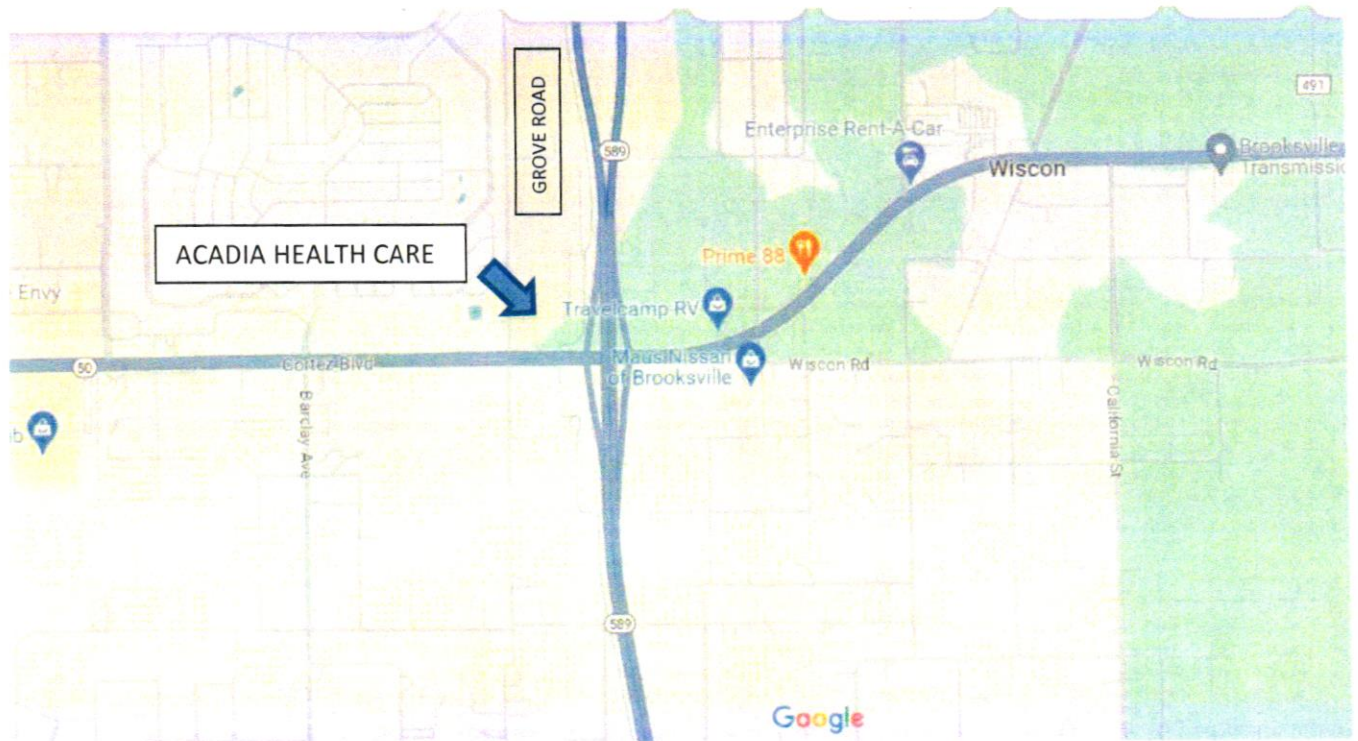 GROVE ROAD
589
491
Enterprise Rent-A-Car
Wiscon
Brooksville
Transmissio
ACADIA HEALTH CARE
Prime 88
Envy
Travelcamp RV
50
Cortez Blvd
Maus Nissan
of Brooksville
Wiscon Rd
Wiscon Rd
Barclay Ave
California St
b
589
Google